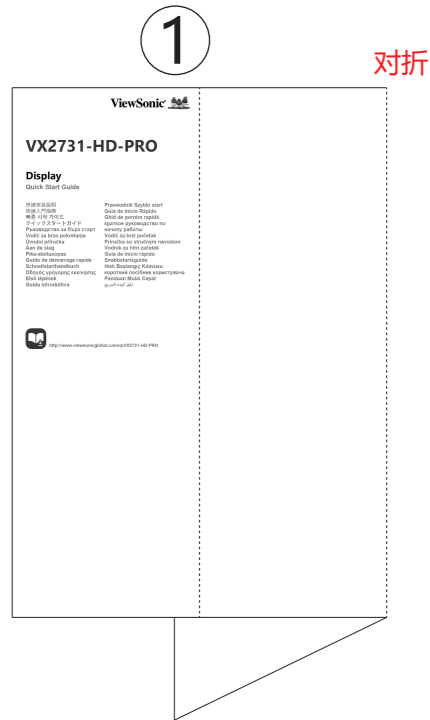 1
对折
ViewSonic
VX2731-HD-PRO
Display
Quick Start Guide
快速安裝說明
快速入門指南
빠른 시작 가이드
クイックスタートガイド
Ръководство за бърз старт
Vodič za brzo pokretanje
Úvodní příručka
Aan de slag
Pika-aloitusopas
Guide de démarrage rapide
Schnellstarthandbuch
Οδηγός γρήγορης εκκίνησης
Első lépések
Guida introduttiva
Przewodnik Szybki start
Guia de Início Rápido
Ghid de pornire rapidă
краткое руководство по
началу работы
Vodič za brzi početak
Príručka so stručným návodom
Vodnik za hitri začetek
Guía de inicio rápido
Snabbstartsguide
Hızlı Başlangıç Kılavuzu
короткий посібник користувача
Panduan Mulai Cepat
دليل البدء السريع
http://www.viewsonicglobal.com/q/VX2731-HD-PRO